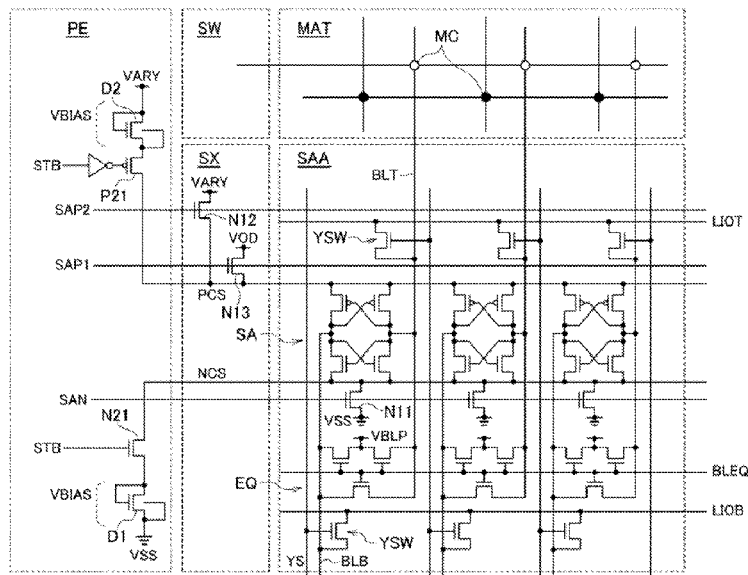 PE
SW
MAT
MC
VARY
D2
VBIAS
STB
P21
SX
SAA
VARY
BLT
SAP2
N12
YSW
LIOT
VOD
SAP1
PCS
N13
SA
NCS
SAN
N21
VSS
N11
STB
VBLP
BLEQ
VBIAS
EQ
LIOB
D1
VSS
YS
BLB
YSW